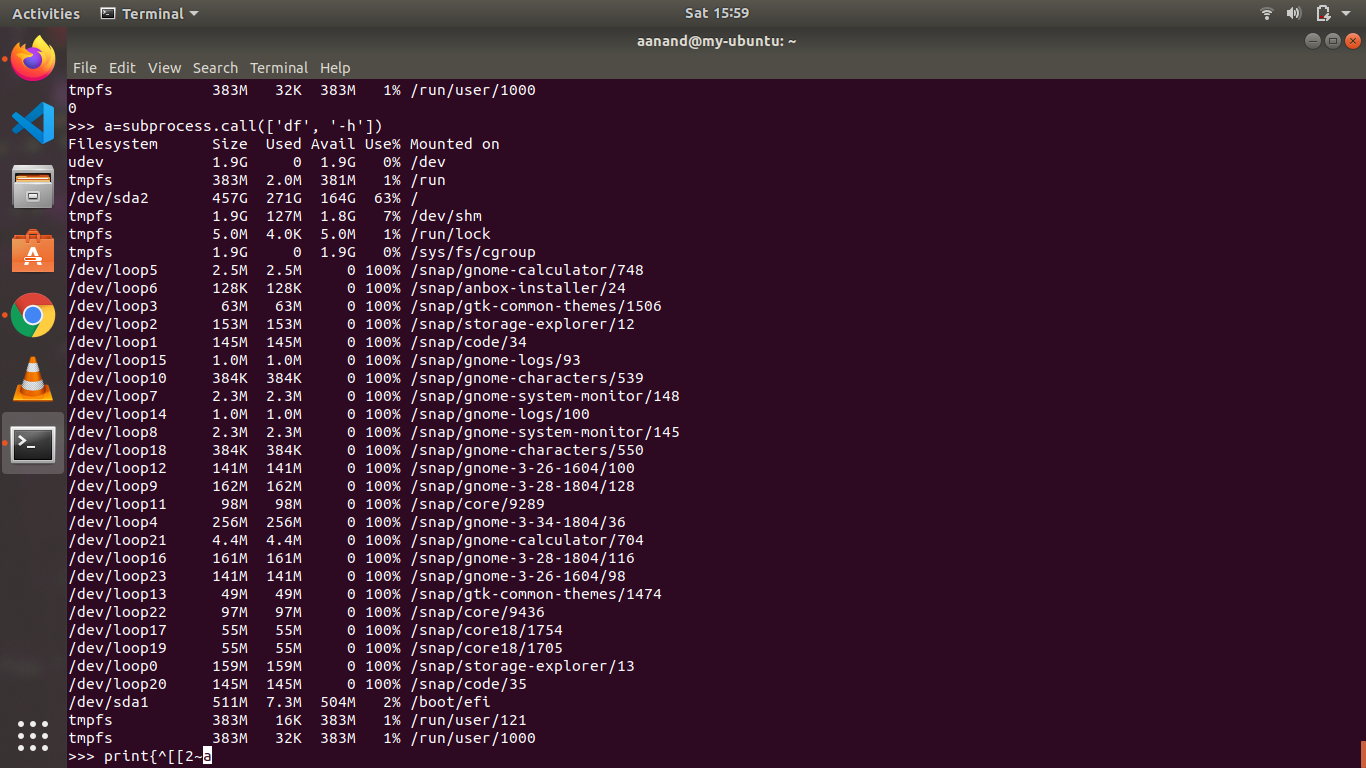 Activities Terminal Sat 15:59
aanand@my-ubuntu: ~
File Edit View Search Terminal Help
tmpfs 383M 32K 383M 1% /run/user/1000
0
>>> a=subprocess.call(['df', '-h'])
Filesystem Size Used Avail Use% Mounted on
udev 1.9G 0 1.9G 0% /dev
tmpfs 383M 2.0M 381M 1% /run
/dev/sda2 457G 271G 164G 63% /
tmpfs 1.9G 127M 1.8G 7% /dev/shm
tmpfs 5.0M 4.0K 5.0M 1% /run/lock
tmpfs 1.9G 0 1.9G 0% /sys/fs/cgroup
/dev/loop5 2.5M 2.5M 0 100% /snap/gnome-calculator/748
/dev/loop6 128K 128K 0 100% /snap/anbox-installer/24
/dev/loop3 63M 63M 0 100% /snap/gtk-common-themes/1506
/dev/loop2 153M 153M 0 100% /snap/storage-explorer/12
/dev/loop1 145M 145M 0 100% /snap/code/34
/dev/loop15 1.0M 1.0M 0 100% /snap/gnome-logs/93
/dev/loop10 384K 384K 0 100% /snap/gnome-characters/539
/dev/loop7 2.3M 2.3M 0 100% /snap/gnome-system-monitor/148
/dev/loop14 1.0M 1.0M 0 100% /snap/gnome-logs/100
/dev/loop8 2.3M 2.3M 0 100% /snap/gnome-system-monitor/145
/dev/loop18 384K 384K 0 100% /snap/gnome-characters/550
/dev/loop12 141M 141M 0 100% /snap/gnome-3-26-1604/100
/dev/loop9 162M 162M 0 100% /snap/gnome-3-28-1804/128
/dev/loop11 98M 98M 0 100% /snap/core/9289
/dev/loop4 256M 256M 0 100% /snap/gnome-3-34-1804/36
/dev/loop21 4.4M 4.4M 0 100% /snap/gnome-calculator/704
/dev/loop16 161M 161M 0 100% /snap/gnome-3-28-1804/116
/dev/loop23 141M 141M 0 100% /snap/gnome-3-26-1604/98
/dev/loop13 49M 49M 0 100% /snap/gtk-common-themes/1474
/dev/loop22 97M 97M 0 100% /snap/core/9436
/dev/loop17 55M 55M 0 100% /snap/core18/1754
/dev/loop19 55M 55M 0 100% /snap/core18/1705
/dev/loop0 159M 159M 0 100% /snap/storage-explorer/13
/dev/loop20 145M 145M 0 100% /snap/code/35
/dev/sda1 511M 7.3M 504M 2% /boot/efi
tmpfs 383M 16K 383M 1% /run/user/121
tmpfs 383M 32K 383M 1% /run/user/1000
>>> print{^[[2~a